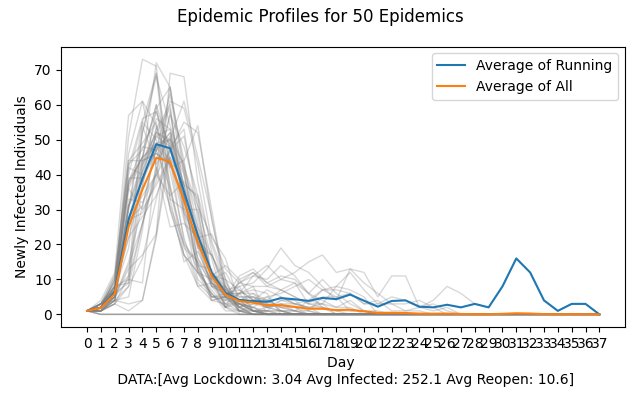 Epidemic Profiles for 50 Epidemics
Average of Running
Average of All
Newly Infected Individuals
70
60
50
40
30
20
10
0
0 1 2 3 4 5 6 7 8 9 10 11 12 13 14 15 16 17 18 19 20 21 22 23 24 25 26 27 28 29 30 31 32 33 34 35 36 37
Day
DATA:[Avg Lockdown: 3.04 Avg Infected: 252.1 Avg Reopen: 10.6]